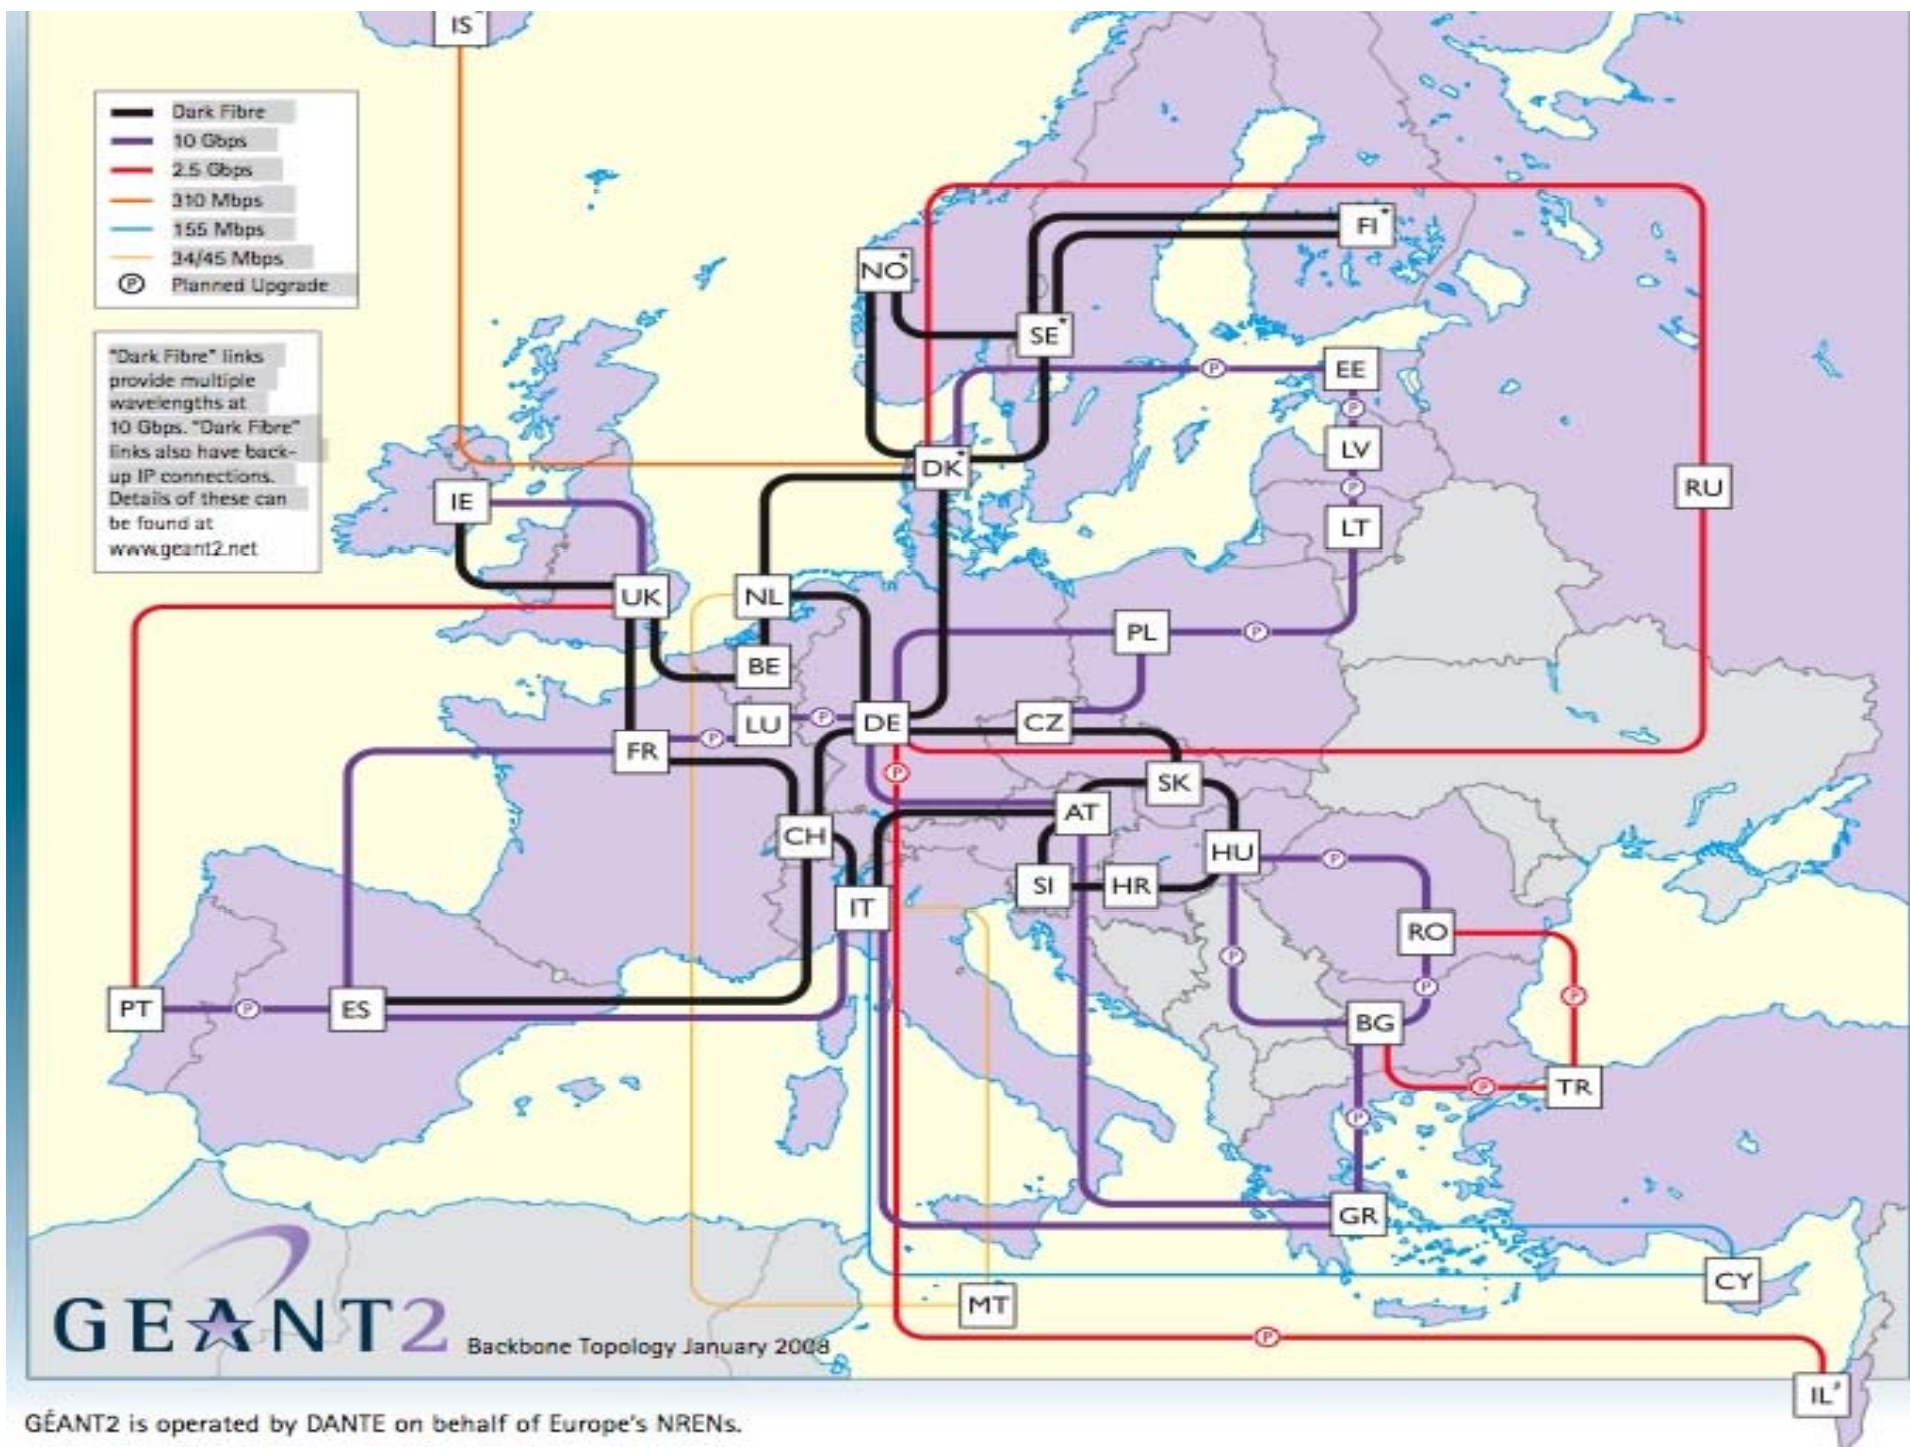 IS
Dark Fibre
10 Gbps
2.5 Gbps
310 Mbps
155 Mbps
34/45 Mbps
P Planned Upgrade
"Dark Fibre" links
provide multiple
wavelengths at
10 Gbps. "Dark Fibre"
links also have back-
up IP connections.
Details of these can
be found at
www.geant2.net
FI*
NO*
SE*
P
EE
P
LV
DK*
P
RU
IE
LT
UK
NL
PL
P
BE
LU
P
DE
CZ
FR
P
P
SK
AT
CH
HU
P
SI
HR
IT
RO
P
P
P
PT
P
ES
BG
P
TR
P
GR
CY
MT
P
IL*
GEANT2
Backbone Topology January 2008
GÉANT2 is operated by DANTE on behalf of Europe's NRENs.